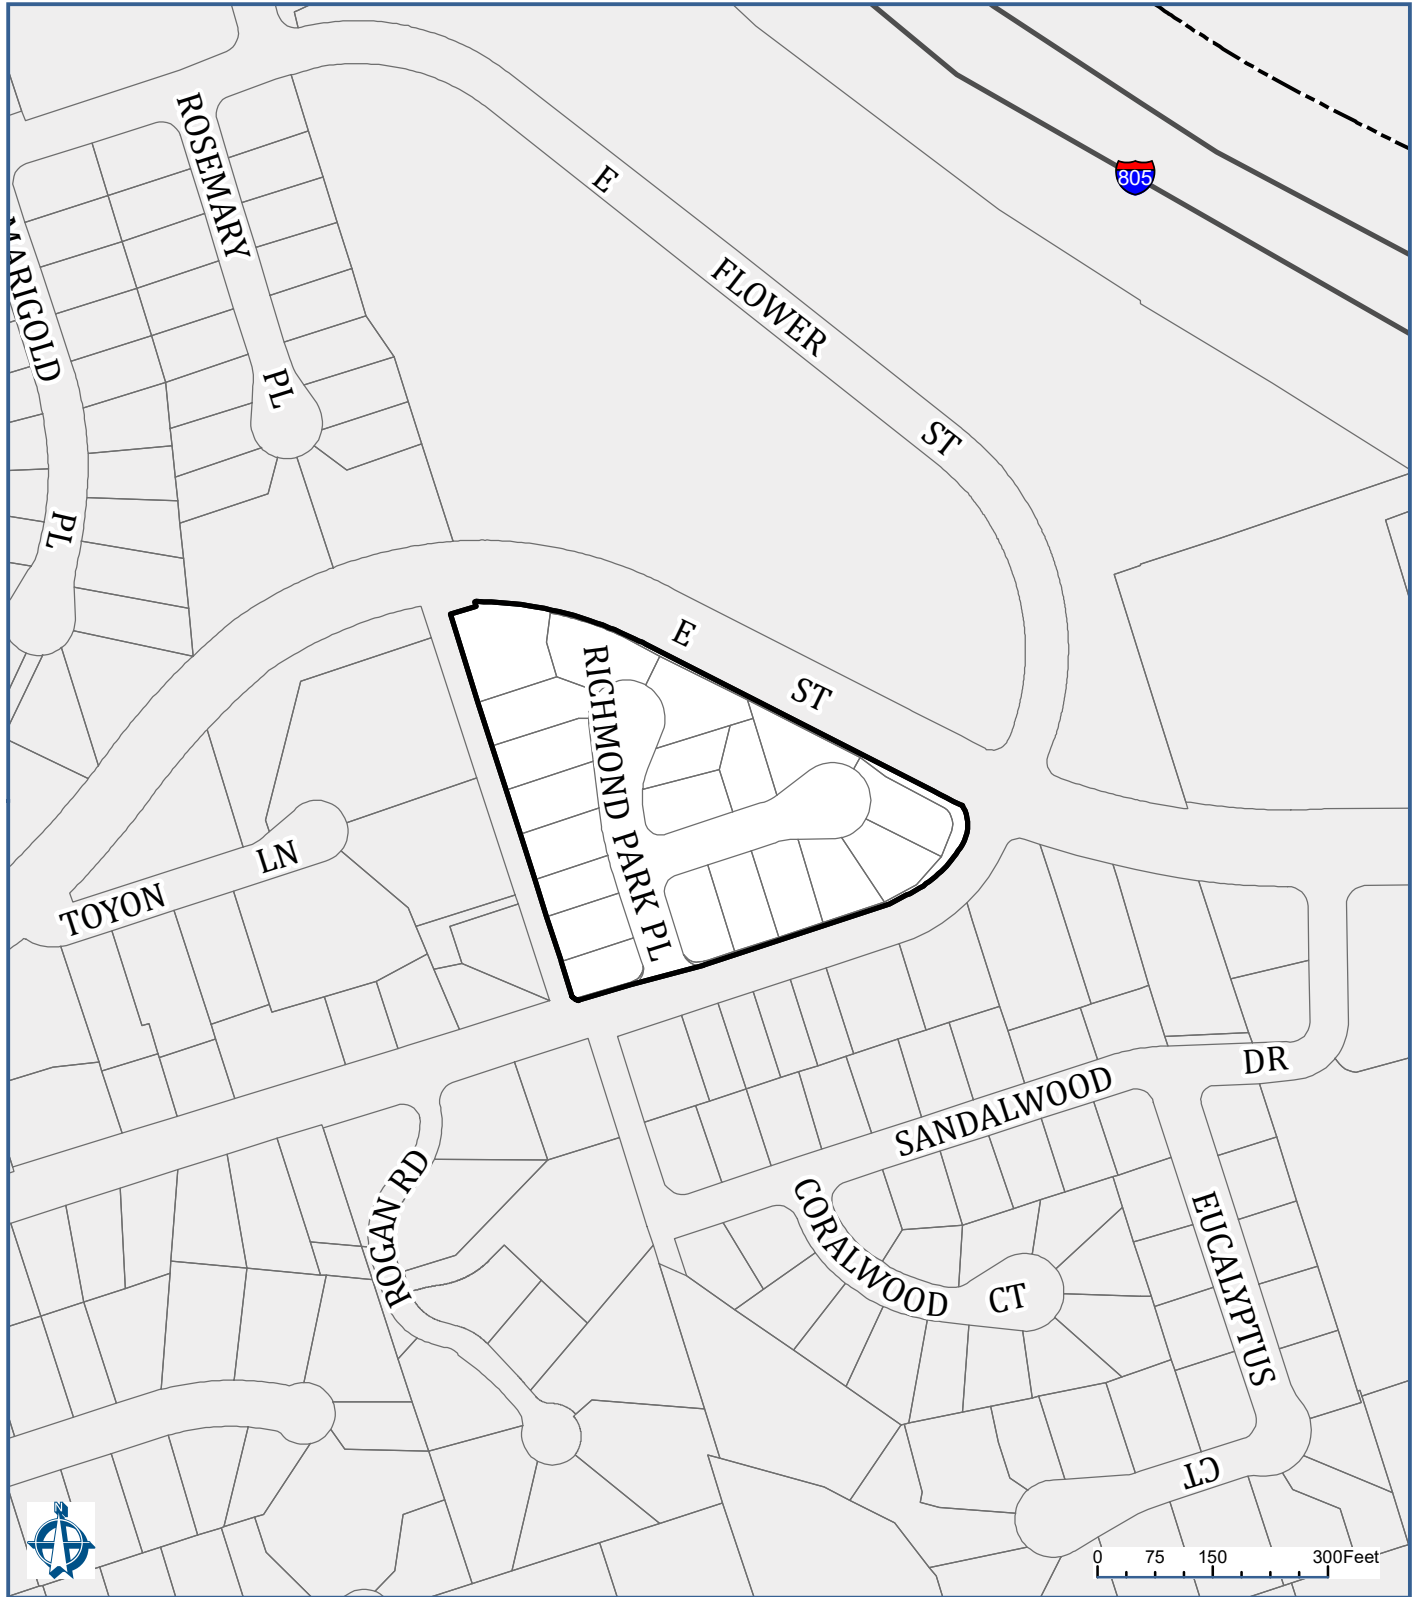 ROSEMARY
PL
MARIGOLD
PL
E
FLOWER
ST
805
E
ST
RICHMOND PARK PL
TOYON
LN
ROGAN RD
SANDALWOOD
DR
CORALWOOD
CT
EUCALYPTUS
CT
N
0 75 150 300Feet